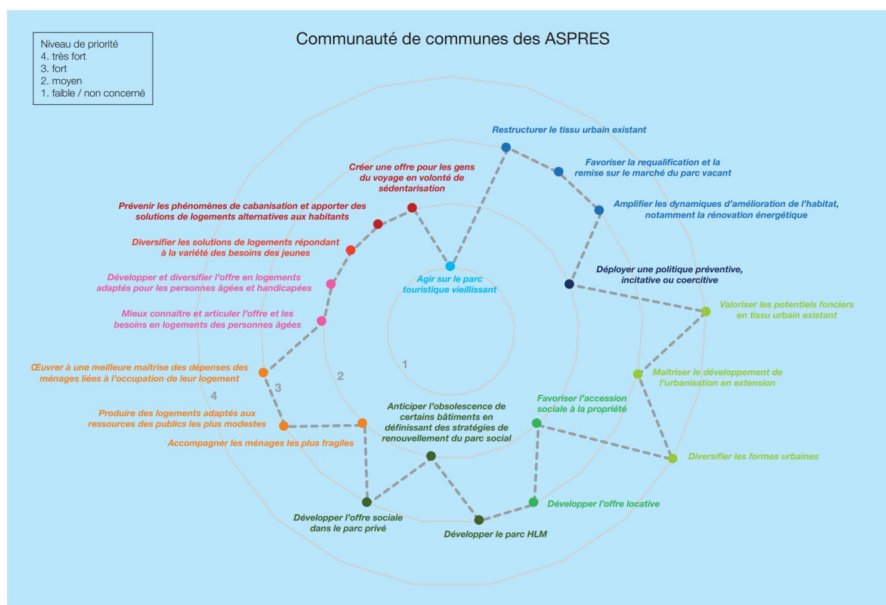 Communauté de communes des ASPRES
Niveau de priorité
4. très fort
3. fort
2. moyen
1. faible / non concerné
Restructurer le tissu urbain existant
Favoriser la requalification et la
remise sur le marché du parc vacant
Amplifier les dynamiques d'amélioration de l'habitat,
notamment la rénovation énergétique
Déployer une politique préventive,
incitative ou coercitive
Valoriser les potentiels fonciers
en tissu urbain existant
Maîtriser le développement de
l'urbanisation en extension
Diversifier les formes urbaines
Favoriser l'accession
sociale à la propriété
Développer l'offre locative
Développer le parc HLM
Anticiper l'obsolescence de
certains bâtiments en
définissant des stratégies de
renouvellement du parc social
Développer l'offre sociale
dans le parc privé
Accompagner les ménages les plus fragiles
Produire des logements adaptés aux
ressources des publics les plus modestes
Œuvrer à une meilleure maîtrise des dépenses des
ménages liées à l'occupation de leur logement
Mieux connaître et articuler l'offre et les
besoins en logements des personnes âgées
Développer et diversifier l'offre en logements
adaptés pour les personnes âgées et handicapées
Diversifier les solutions de logements répondant
à la variété des besoins des jeunes
Prévenir les phénomènes de cabanisation et apporter des
solutions de logements alternatives aux habitants
Créer une offre pour les gens
du voyage en volonté de
sédentarisation
Agir sur le parc
touristique vieillissant
1
2
3
4